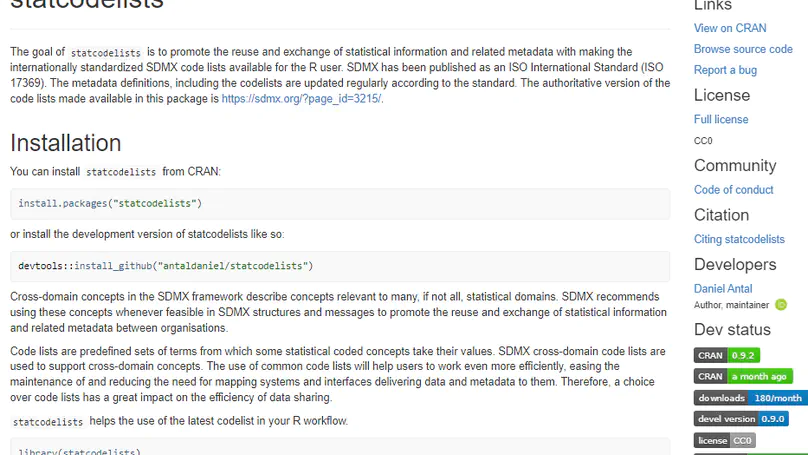 statcodelists
The goal of statcodelists is to promote the reuse and exchange of statistical information and related metadata with making the
internationally standardized SDMX code lists available for the R user. SDMX has been published as an ISO International Standard (ISO
17369). The metadata definitions, including the codelists are updated regularly according to the standard. The authoritative version of the
code lists made available in this package is https://sdmx.org/?page_id=3215/.
Installation
You can install statcodelists from CRAN:
install.packages("statcodelists")
or install the development version of statcodelists like so:
devtools::install_github("antaldaniel/statcodelists")
Cross-domain concepts in the SDMX framework describe concepts relevant to many, if not all, statistical domains. SDMX recommends
using these concepts whenever feasible in SDMX structures and messages to promote the reuse and exchange of statistical information
and related metadata between organisations.
Code lists are predefined sets of terms from which some statistical coded concepts take their values. SDMX cross-domain code lists are
used to support cross-domain concepts. The use of common code lists will help users to work even more efficiently, easing the
maintenance of and reducing the need for mapping systems and interfaces delivering data and metadata to them. Therefore, a choice
over code lists has a great impact on the efficiency of data sharing.
statcodelists helps the use of the latest codelist in your R workflow.
library(statcodelists)
Links
View on CRAN
Browse source code
Report a bug
License
Full license
CC0
Community
Code of conduct
Citation
Citing statcodelists
Developers
Daniel Antal
Author, maintainer iD
Dev status
CRAN 0.9.2
CRAN a month ago
downloads 180/month
devel version 0.9.0
license CC0